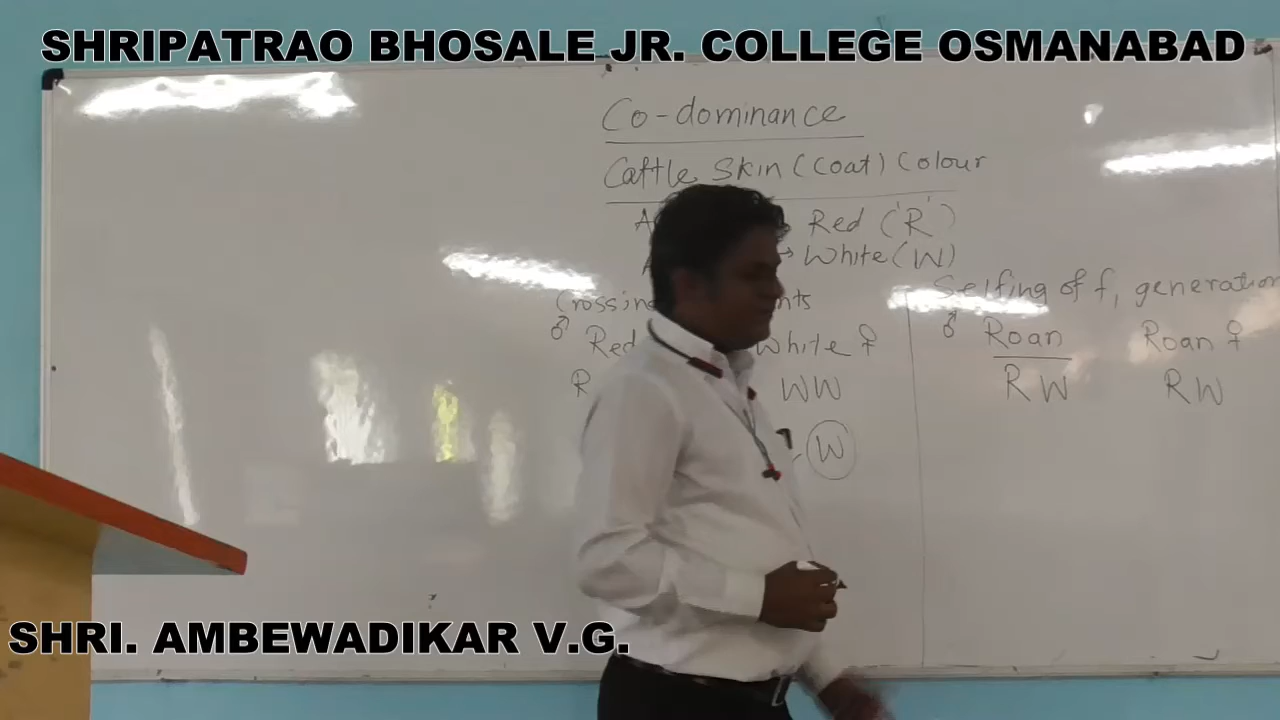 SHRIPATRAO BHOSALE JR. COLLEGE OSMANABAD
Co-dominance
Cattle Skin (Coat) Colour
Red ('R')
→ White (W)
♂ Red White ♀
R WW
W
Selfing of f₁ generation
♂ Roan Roan ♀
RW RW
SHRI. AMBEWADIKAR V.G.